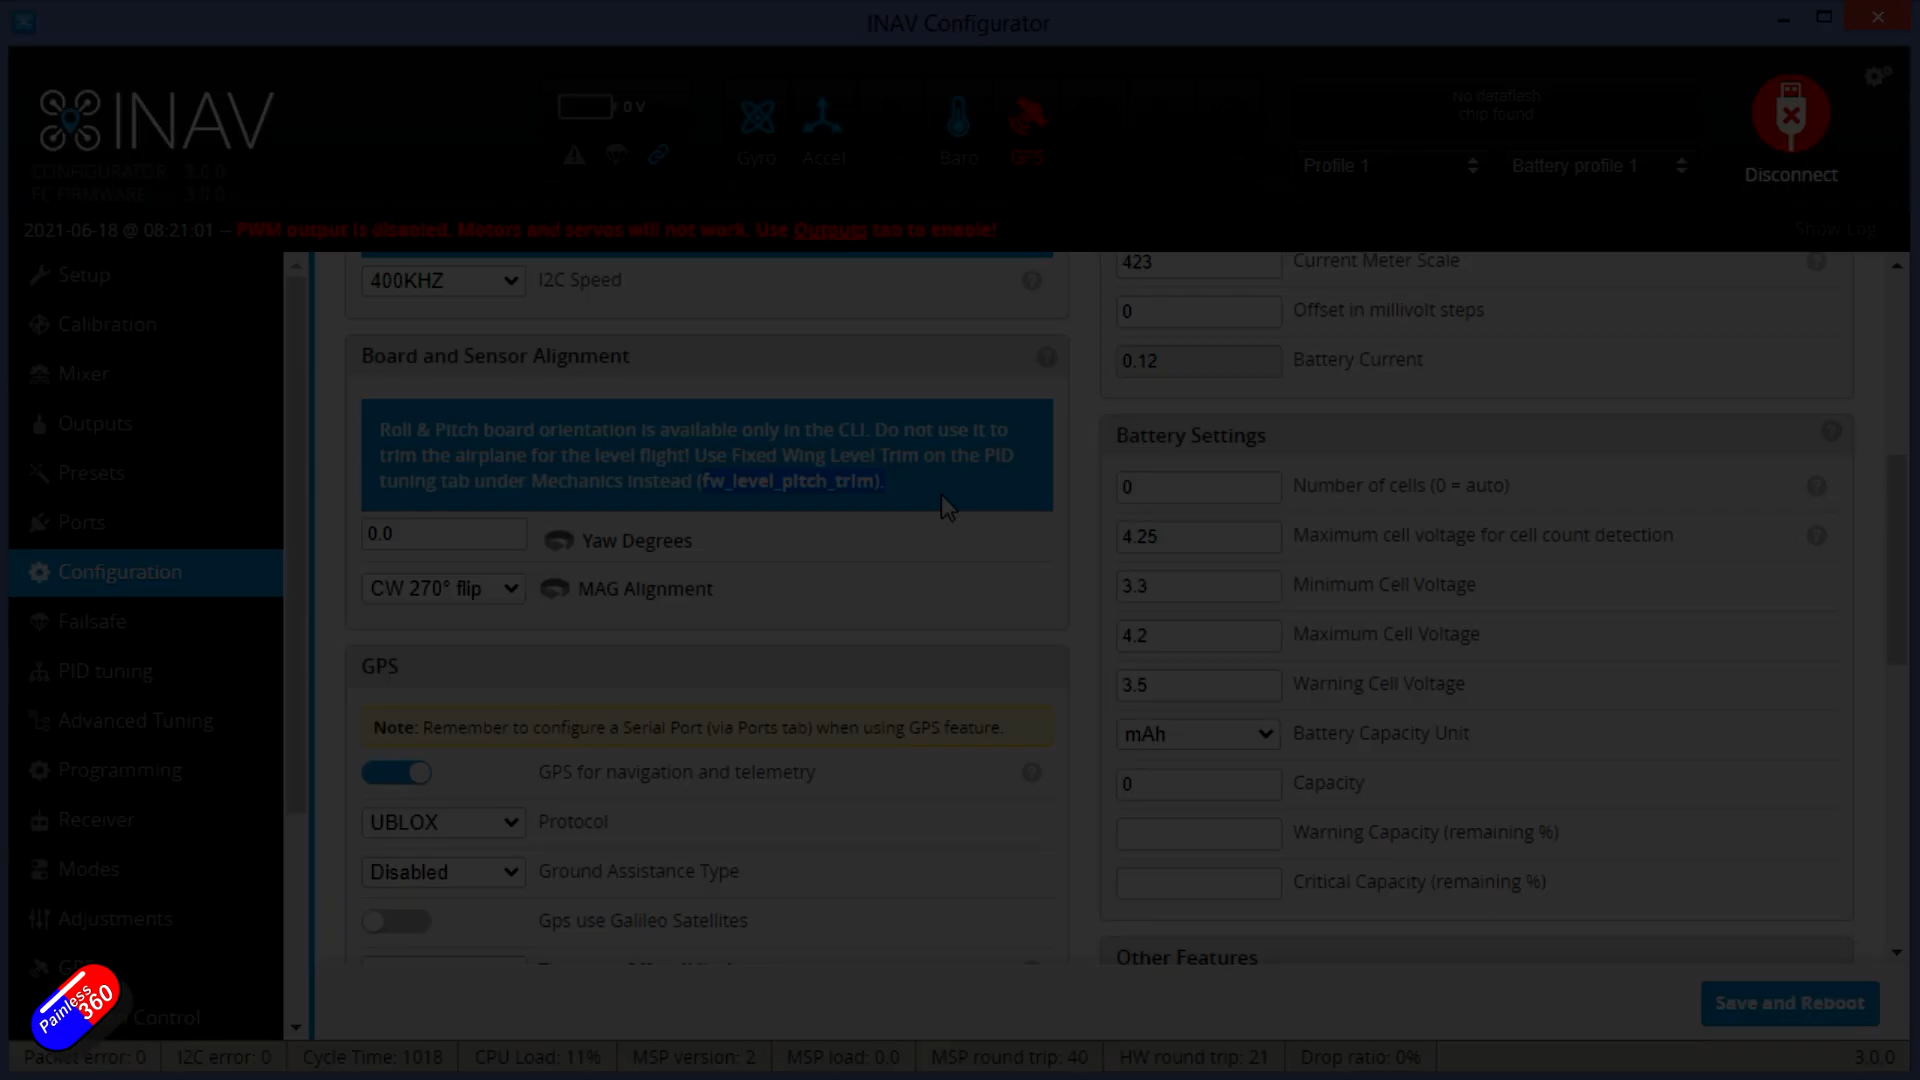 INAV Configurator
INAV
CONFIGURATOR 3.0.0
FC FIRMWARE 3.0.0
0 V
Gyro
Accel
Baro
GPS
No dataflash
chip found
Profile 1
Battery profile 1
Disconnect
2021-06-18 @ 08:21:01 -- PWM output is disabled. Motors and servos will not work. Use Outputs tab to enable!
Show Log
Setup
Calibration
Mixer
Outputs
Presets
Ports
Configuration
Failsafe
PID tuning
Advanced Tuning
Programming
Receiver
Modes
Adjustments
Control
400KHZ
I2C Speed
Board and Sensor Alignment
Roll & Pitch board orientation is available only in the CLI. Do not use it to
trim the airplane for the level flight! Use Fixed Wing Level Trim on the PID
tuning tab under Mechanics instead (fw_level_pitch_trim).
0.0
Yaw Degrees
CW 270° flip
MAG Alignment
GPS
Note: Remember to configure a Serial Port (via Ports tab) when using GPS feature.
GPS for navigation and telemetry
UBLOX
Protocol
Disabled
Ground Assistance Type
Gps use Galileo Satellites
423
Current Meter Scale
0
Offset in millivolt steps
0.12
Battery Current
Battery Settings
0
Number of cells (0 = auto)
4.25
Maximum cell voltage for cell count detection
3.3
Minimum Cell Voltage
4.2
Maximum Cell Voltage
3.5
Warning Cell Voltage
mAh
Battery Capacity Unit
0
Capacity
Warning Capacity (remaining %)
Critical Capacity (remaining %)
Other Features
Save and Reboot
Painless
360
Packet error: 0
I2C error: 0
Cycle Time: 1018
CPU Load: 11%
MSP version: 2
MSP load: 0.0
MSP round trip: 40
HW round trip: 21
Drop ratio: 0%
3.0.0